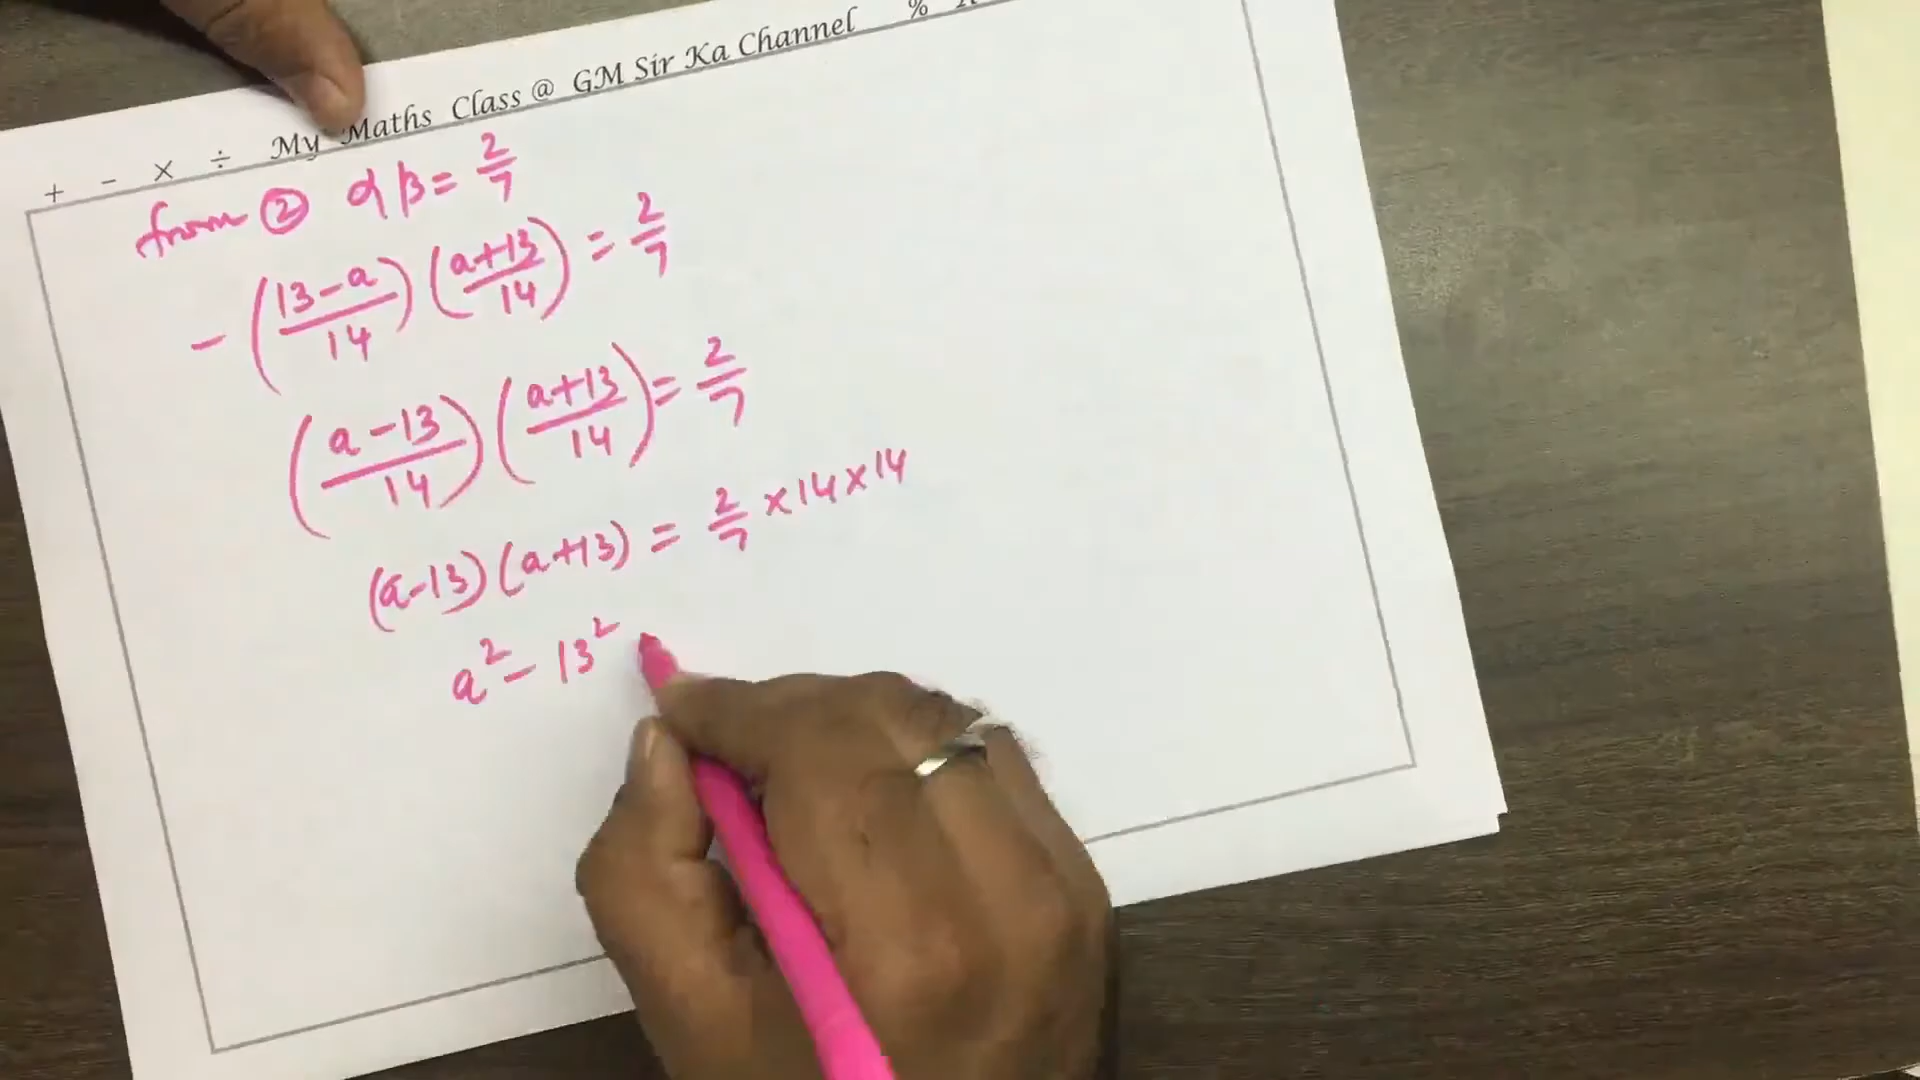 + - × ÷ My Maths Class @ GM Sir Ka Channel %
from ② αβ = 2/7
-((13-a)/14)((a+13)/14) = 2/7
((a-13)/14)((a+13)/14) = 2/7
(a-13)(a+13) = 2/7 × 14 × 14
a² - 13²